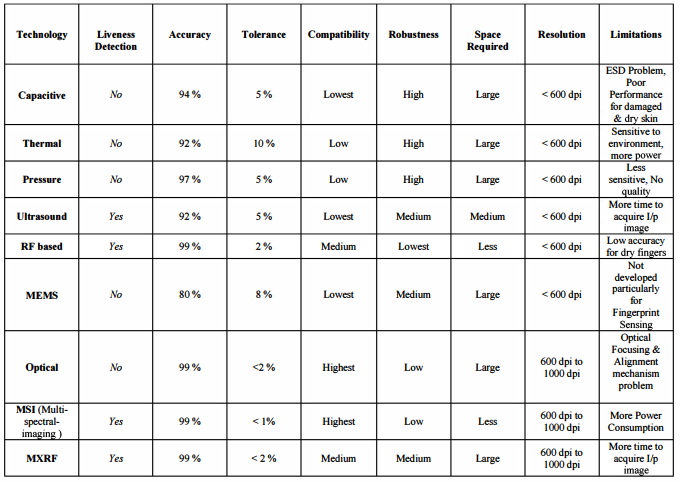 Technology Liveness Detection Accuracy Tolerance Compatibility Robustness Space Required Resolution Limitations
Capacitive No 94 % 5 % Lowest High Large < 600 dpi ESD Problem, Poor Performance for damaged & dry skin
Thermal No 92 % 10 % Low High Large < 600 dpi Sensitive to environment, more power
Pressure No 97 % 5 % Low High Large < 600 dpi Less sensitive, No quality
Ultrasound Yes 92 % 5 % Lowest Medium Medium < 600 dpi More time to acquire I/p image
RF based Yes 99 % 2 % Medium Lowest Less < 600 dpi Low accuracy for dry fingers
MEMS No 80 % 8 % Lowest Medium Large < 600 dpi Not developed particularly for Fingerprint Sensing
Optical No 99 % <2 % Highest Low Large 600 dpi to 1000 dpi Optical Focusing & Alignment mechanism problem
MSI (Multi-spectral-imaging ) Yes 99 % < 1% Highest Low Less 600 dpi to 1000 dpi More Power Consumption
MXRF Yes 99 % < 2 % Medium Medium Large 600 dpi to 1000 dpi More time to acquire I/p image